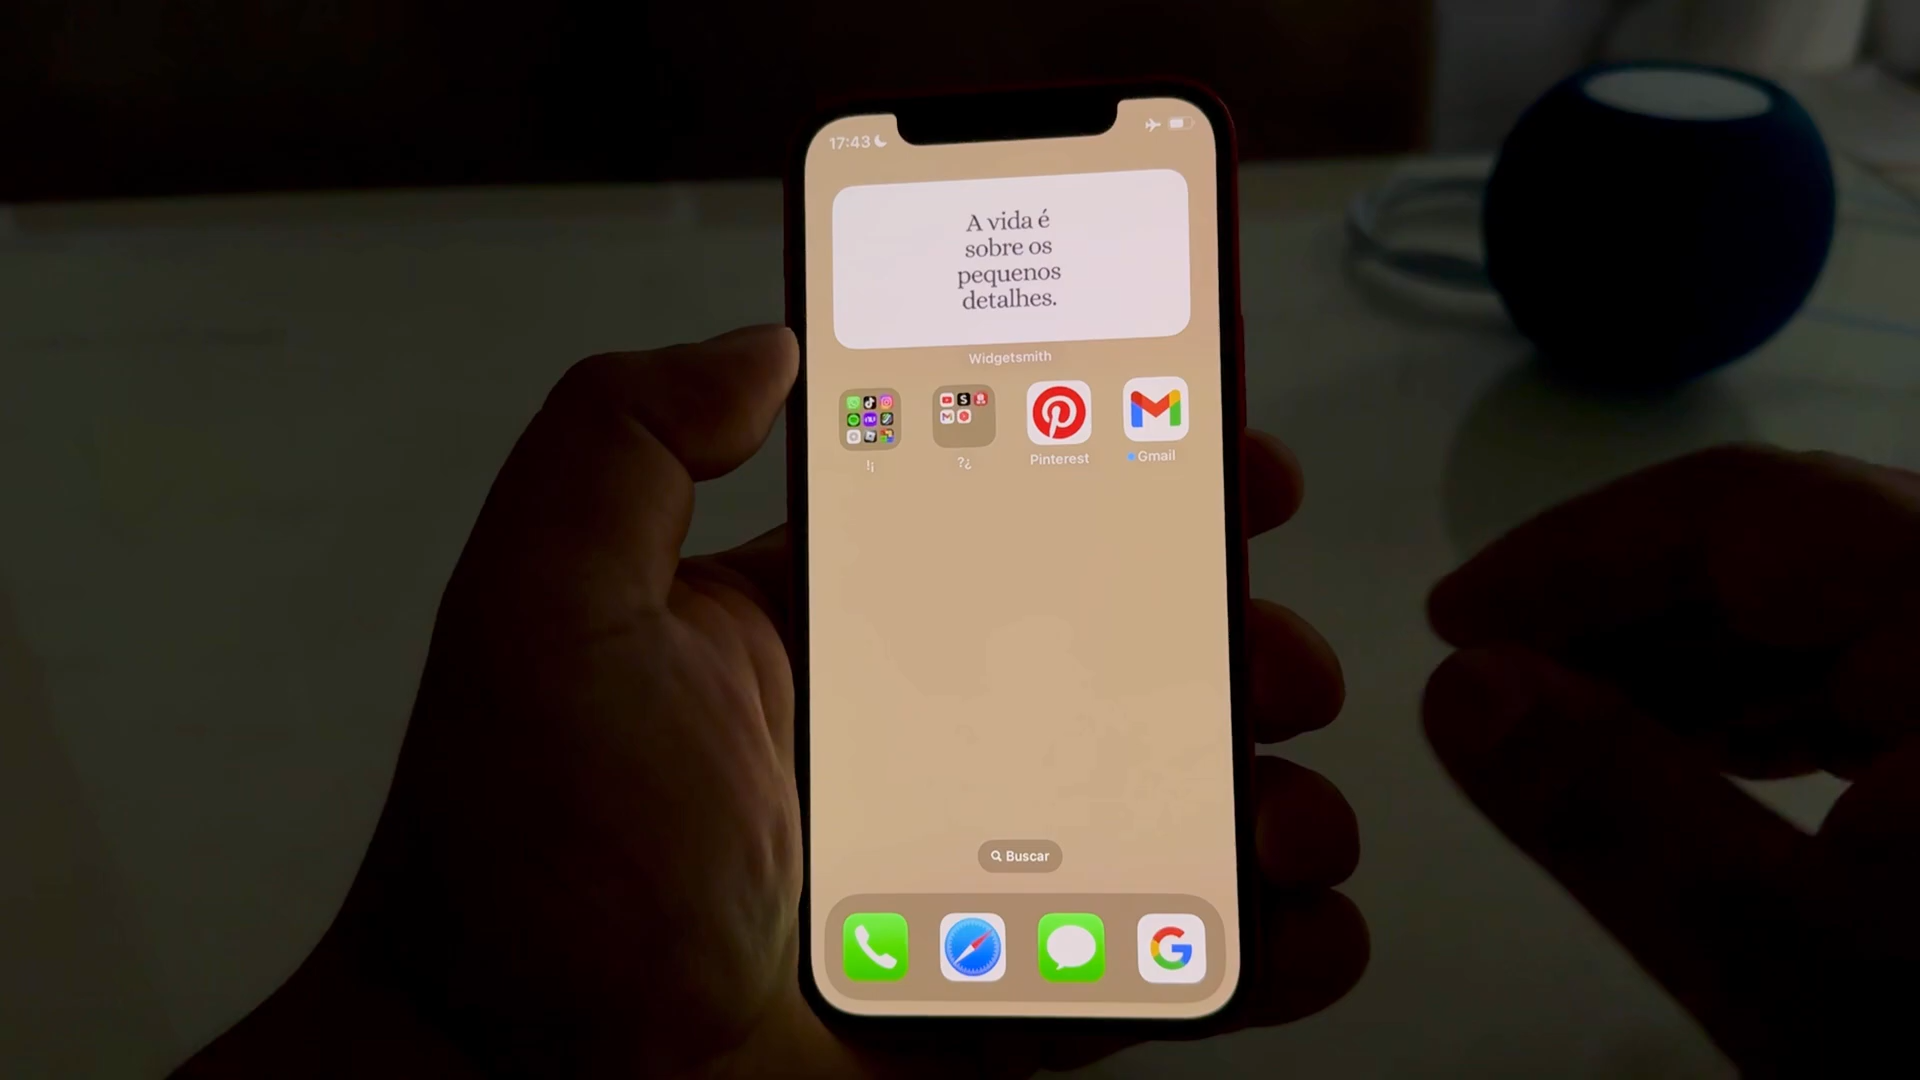 17:43
A vida é
sobre os
pequenos
detalhes.
Widgetsmith
!¡
?¿
Pinterest
Gmail
Buscar